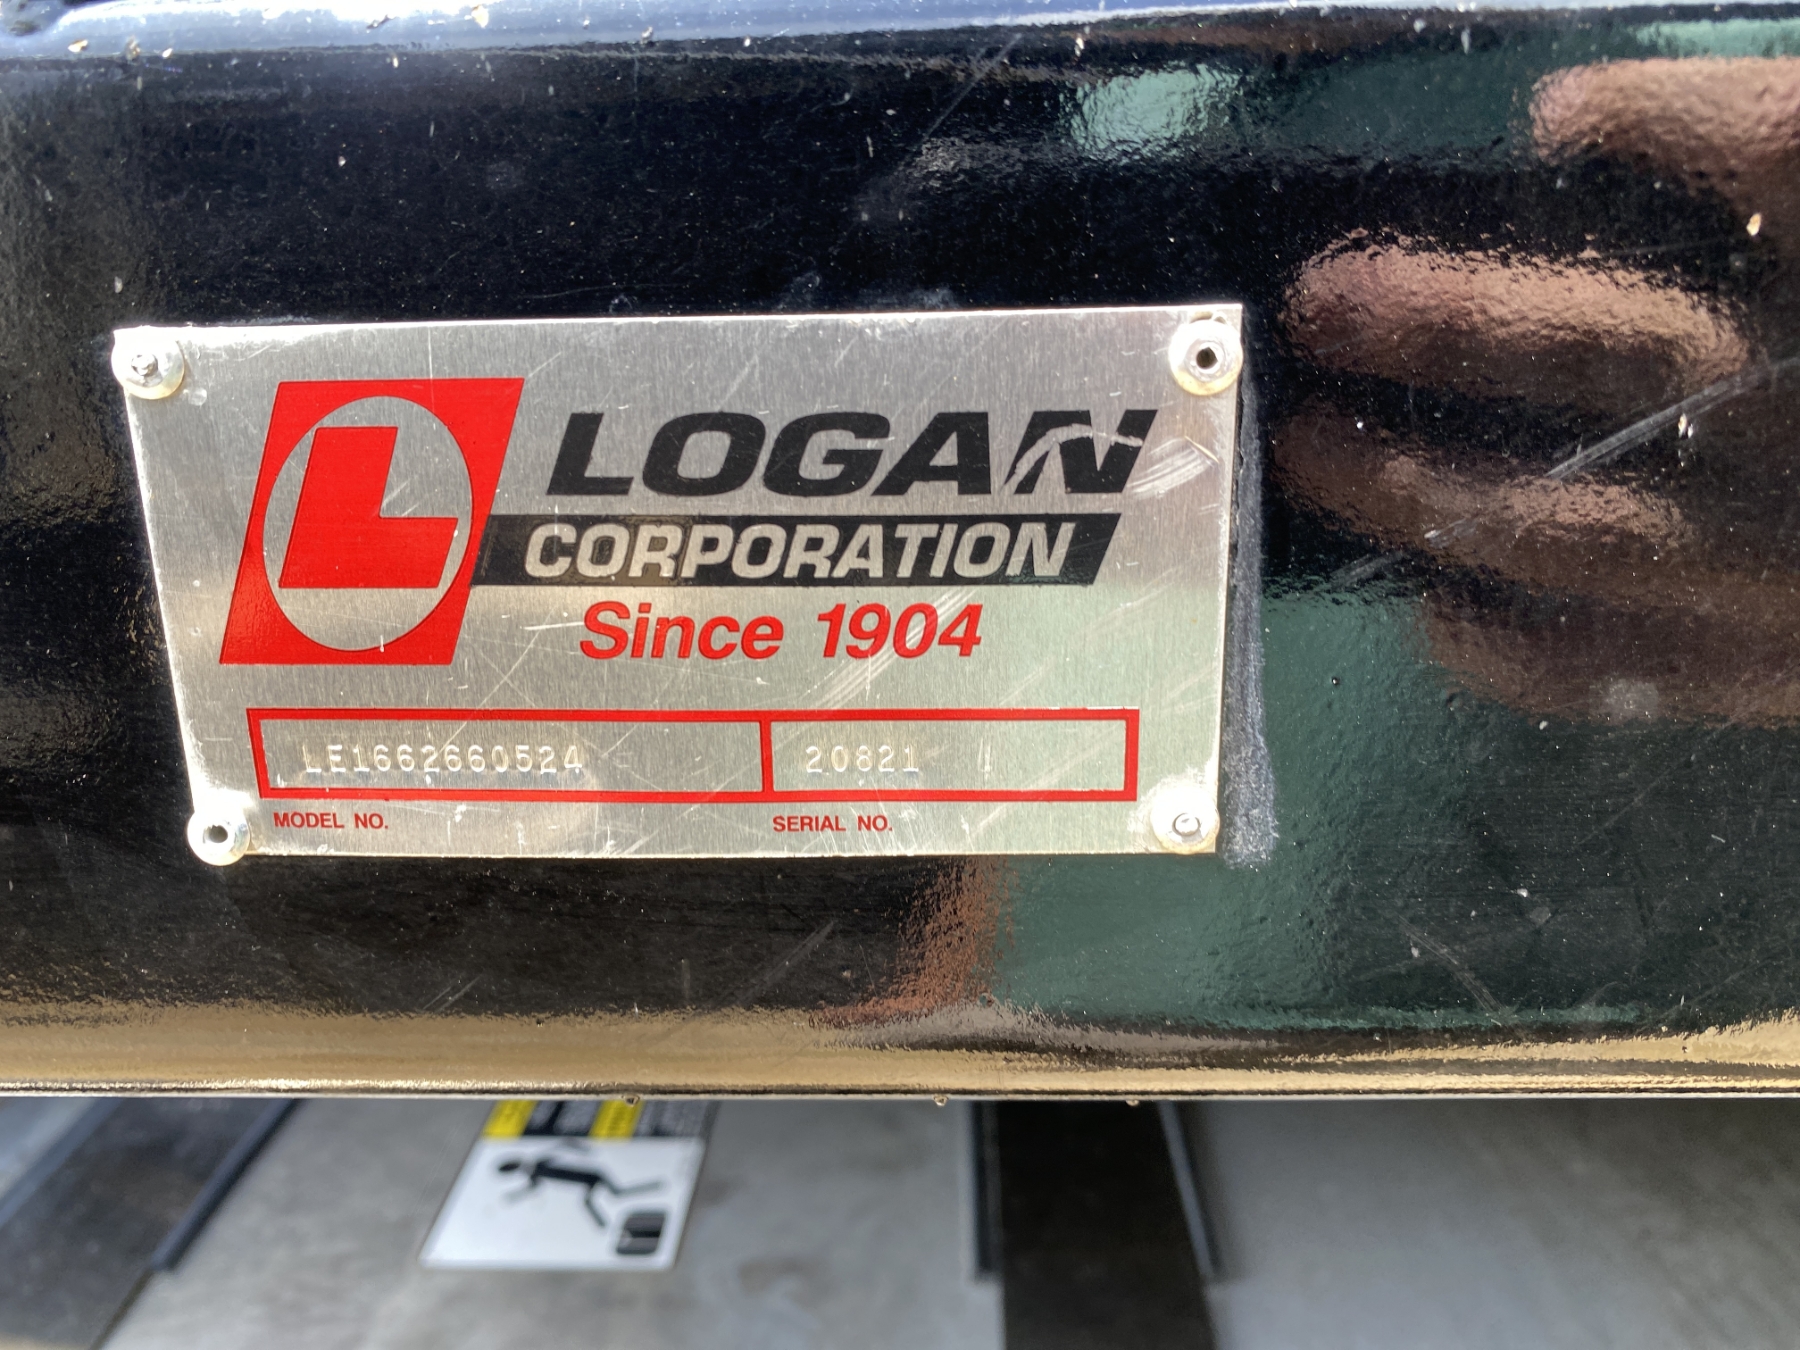 L
LOGAN
CORPORATION
Since 1904
LE1662660524 20821
MODEL NO. SERIAL NO.